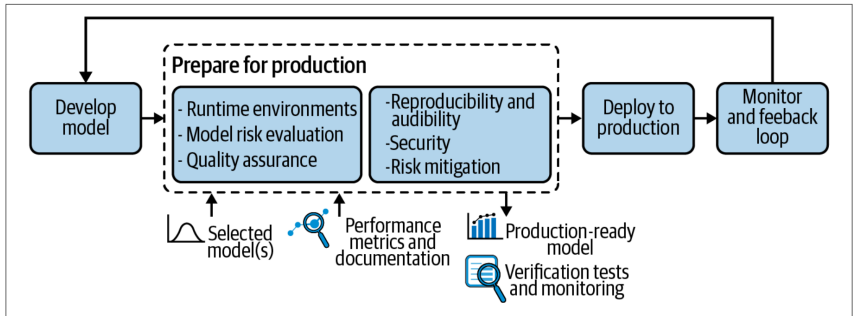 Prepare for production
Develop
model
- Runtime environments
- Model risk evaluation
- Quality assurance
-Reproducibility and
audibility
-Security
-Risk mitigation
Deploy to
production
Monitor
and feeback
loop
Selected
model(s)
Performance
metrics and
documentation
Production-ready
model
Verification tests
and monitoring